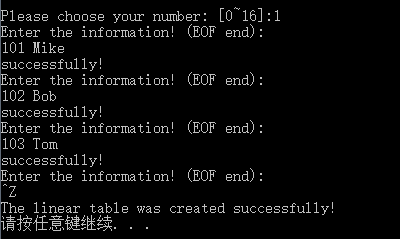 Please choose your number: [0~16]:1
Enter the information! (EOF end):
101 Mike
successfully!
Enter the information! (EOF end):
102 Bob
successfully!
Enter the information! (EOF end):
103 Tom
successfully!
Enter the information! (EOF end):
^Z
The linear table was created successfully!
请按任意键继续. . .